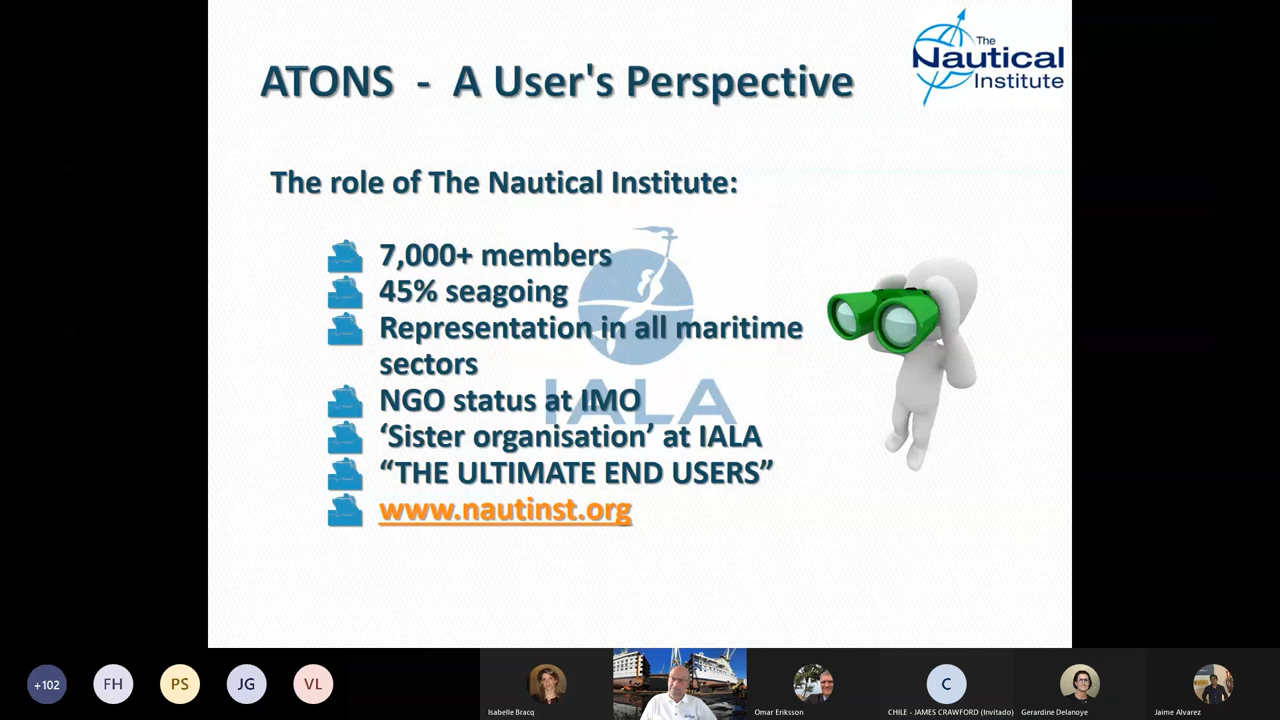 The
Nautical
Institute
ATONS - A User's Perspective
The role of The Nautical Institute:
7,000+ members
45% seagoing
Representation in all maritime
sectors
NGO status at IMO
‘Sister organisation’ at IALA
“THE ULTIMATE END USERS”
www.nautinst.org
IALA
+102
FH
PS
JG
VL
C
Isabelle Bracq
Omar Eriksson
CHILE - JAMES CRAWFORD (Invitado)
Gerardine Delanoye
Jaime Alvarez